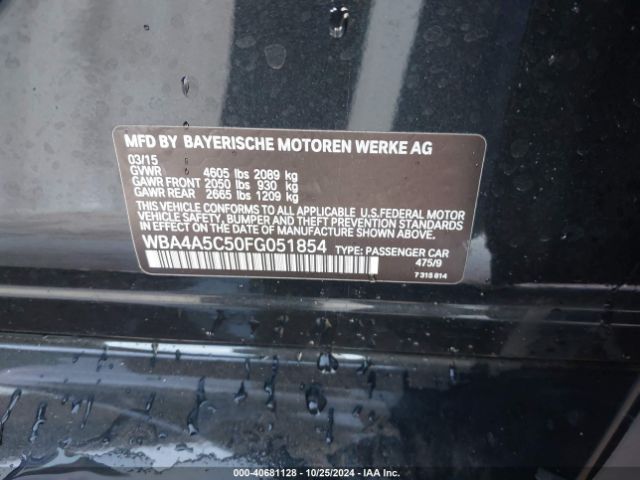 MFD BY BAYERISCHE MOTOREN WERKE AG
03/15
GVWR 4605 lbs 2089 kg
GAWR FRONT 2050 lbs 930 kg
GAWR REAR 2665 lbs 1209 kg
THIS VEHICLE CONFORMS TO ALL APPLICABLE U.S.FEDERAL MOTOR
VEHICLE SAFETY, BUMPER AND THEFT PREVENTION STANDARDS
IN EFFECT ON THE DATE OF MANUFACTURE SHOWN ABOVE.
WBA4A5C50FG051854 TYPE: PASSENGER CAR
475/9
7 315 814
000-40681128 - 10/25/2024 - IAA Inc.